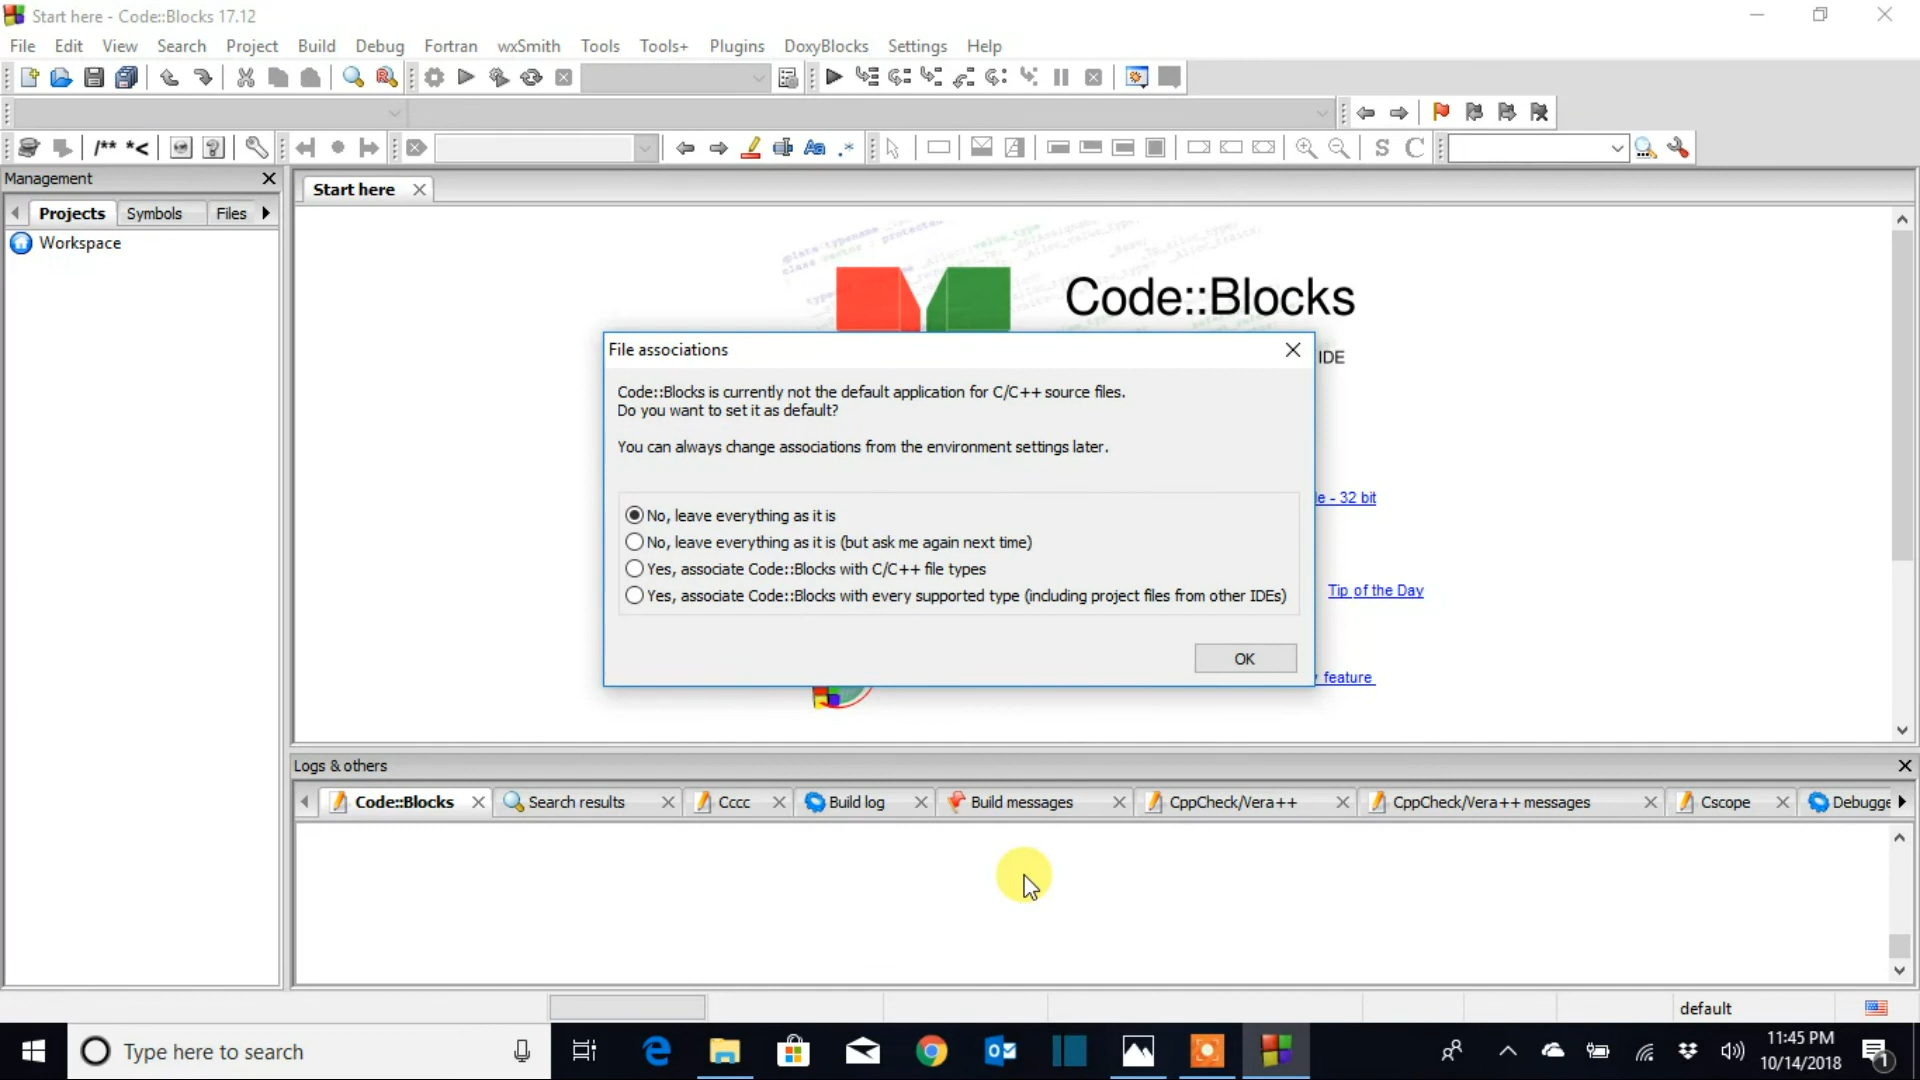 Start here - Code::Blocks 17.12
File Edit View Search Project Build Debug Fortran wxSmith Tools Tools+ Plugins DoxyBlocks Settings Help
/** *<
S C
Management
Start here
Projects Symbols Files
Workspace
Code::Blocks
IDE
File associations
Code::Blocks is currently not the default application for C/C++ source files.
Do you want to set it as default?
You can always change associations from the environment settings later.
No, leave everything as it is
No, leave everything as it is (but ask me again next time)
Yes, associate Code::Blocks with C/C++ file types
Yes, associate Code::Blocks with every supported type (including project files from other IDEs)
OK
e - 32 bit
Tip of the Day
feature
Logs & others
Code::Blocks Search results Cccc Build log Build messages CppCheck/Vera++ CppCheck/Vera++ messages Cscope Debugge
default
Type here to search
11:45 PM
10/14/2018
1